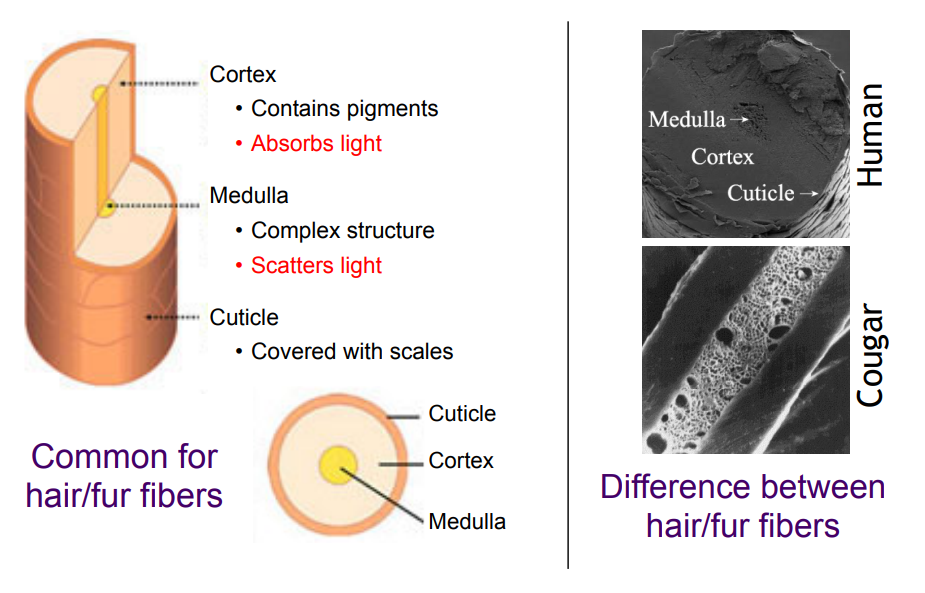 Cortex
• Contains pigments
• Absorbs light
Medulla
• Complex structure
• Scatters light
Cuticle
• Covered with scales
Cuticle
Cortex
Medulla
Common for
hair/fur fibers
Medulla
Cortex
Cuticle
Human
Cougar
Difference between
hair/fur fibers